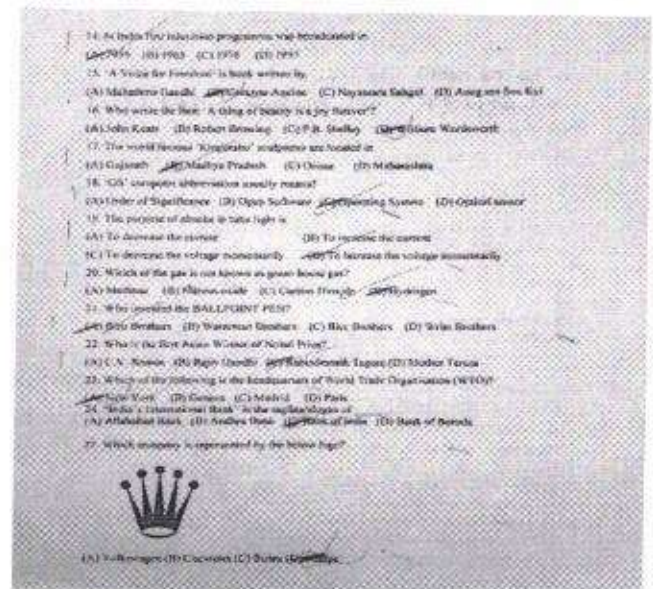 14. In India first television programme was broadcasted in
(B) 1965 (C) 1976 (D) 1957
15. 'A Voice for Freedom' is book written by
(A) Mahatma Gandhi (C) Nayantara Sahgal (D) Aung san Suu Kyi
16. Who wrote the line 'A thing of beauty is a joy forever'?
(A) John Keats (B) Robert Browing (C) P.B. Shelley (D) William Wordsworth
17. The world famous 'Khajuraho' sculptures are located in
(A) Gujarath (B) Madhya Pradesh (C) Orissa (D) Maharashtra
18. 'OS' computer abbreviation usually means?
(A) Order of Significance (B) Open Software (C) Operating System (D) Optical sensor
19. The purpose of choke in tube light is
(A) To decrease the current (B) To increase the current
(C) To decrease the voltage momentarily (D) To increase the voltage momentarily
20. Which of the gas is not known as green house gas?
(A) Methane (B) Nitrous oxide (C) Carbon Dioxide (D) Hydrogen
21. Who invented the BALLPOINT PEN?
(A) Biro Brothers (B) Waterman Brothers (C) Bicc Brothers (D) Brothers
22. Who is the first Asian Winner of Nobel Prize?
(A) C.V. Raman (B) Rajiv Gandhi (C) Rabindranath Tagore (D) Mother Teresa
23. Which of the following is the headquarters of World Trade Organisation (WTO)?
(A) New York (B) Geneva (C) Madrid (D) Paris
24. "India's International Bank" is the tagline/slogan of
(A) Allahabad Bank (B) Andhra Bank (C) Bank of India (D) Bank of Baroda
Which company is represented by the below logo?
(A) Volkswagen (B) Chevrolet (C)